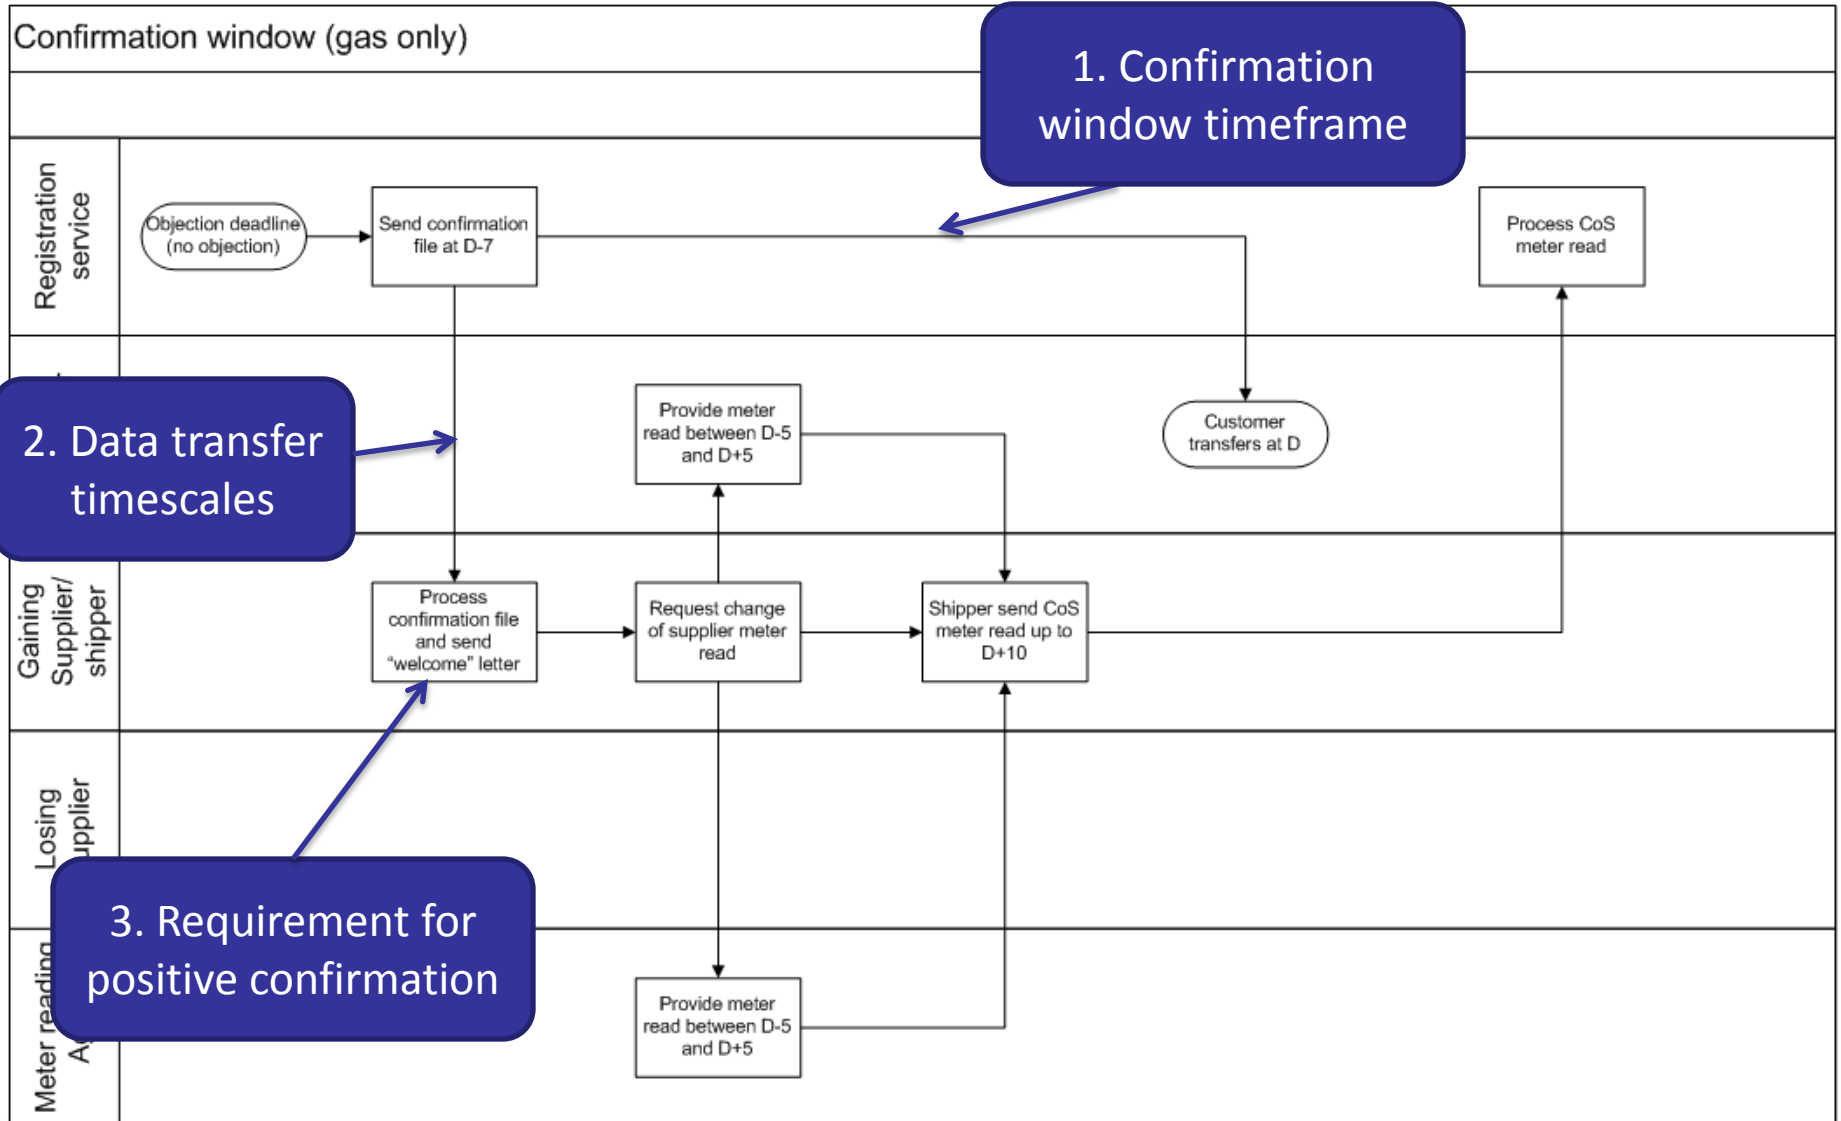 Confirmation window (gas only)
1. Confirmation
window timeframe
Registration
service
Objection deadline
(no objection)
Send confirmation
file at D-7
Process CoS
meter read
2. Data transfer
timescales
Provide meter
read between D-5
and D+5
Customer
transfers at D
Gaining
Supplier/
shipper
Process
confirmation file
and send
“welcome” letter
Request change
of supplier meter
read
Shipper send CoS
meter read up to
D+10
Losing
upplier
3. Requirement for
positive confirmation
Meter reading
Provide meter
read between D-5
and D+5